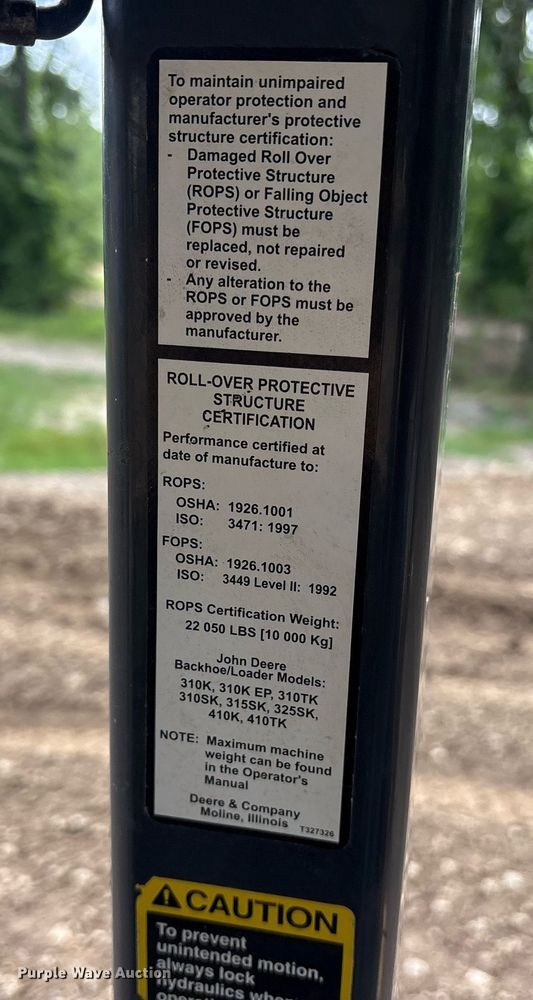 To maintain unimpaired
operator protection and
manufacturer's protective
structure certification:
- Damaged Roll Over
Protective Structure
(ROPS) or Falling Object
Protective Structure
(FOPS) must be
replaced, not repaired
or revised.
- Any alteration to the
ROPS or FOPS must be
approved by the
manufacturer.
ROLL-OVER PROTECTIVE
STRUCTURE
CERTIFICATION
Performance certified at
date of manufacture to:
ROPS:
OSHA: 1926.1001
ISO: 3471: 1997
FOPS:
OSHA: 1926.1003
ISO: 3449 Level II: 1992
ROPS Certification Weight:
22 050 LBS [10 000 Kg]
John Deere
Backhoe/Loader Models:
310K, 310K EP, 310TK
310SK, 315SK, 325SK,
410K, 410TK
NOTE: Maximum machine
weight can be found
in the Operator's
Manual
Deere & Company
Moline, Illinois T327326
CAUTION
To prevent
unintended motion,
always lock
hydraulics when
Purple Wave Auction